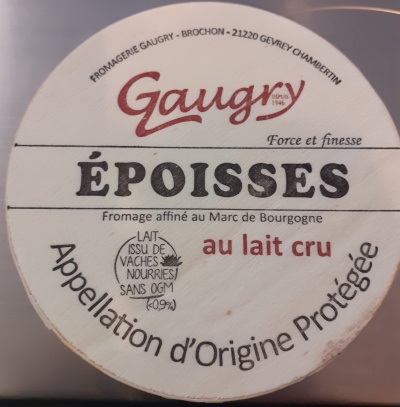 FROMAGERIE GAUGRY - BROCHON - 21220 GEVREY CHAMBERTIN
Gaugry
DEPUIS
1946
Force et finesse
ÉPOISSES
Fromage affiné au Marc de Bourgogne
LAIT
ISSU DE
VACHES
NOURRIES
SANS OGM
(<0,9%)
au lait cru
Appellation d'Origine Protégée